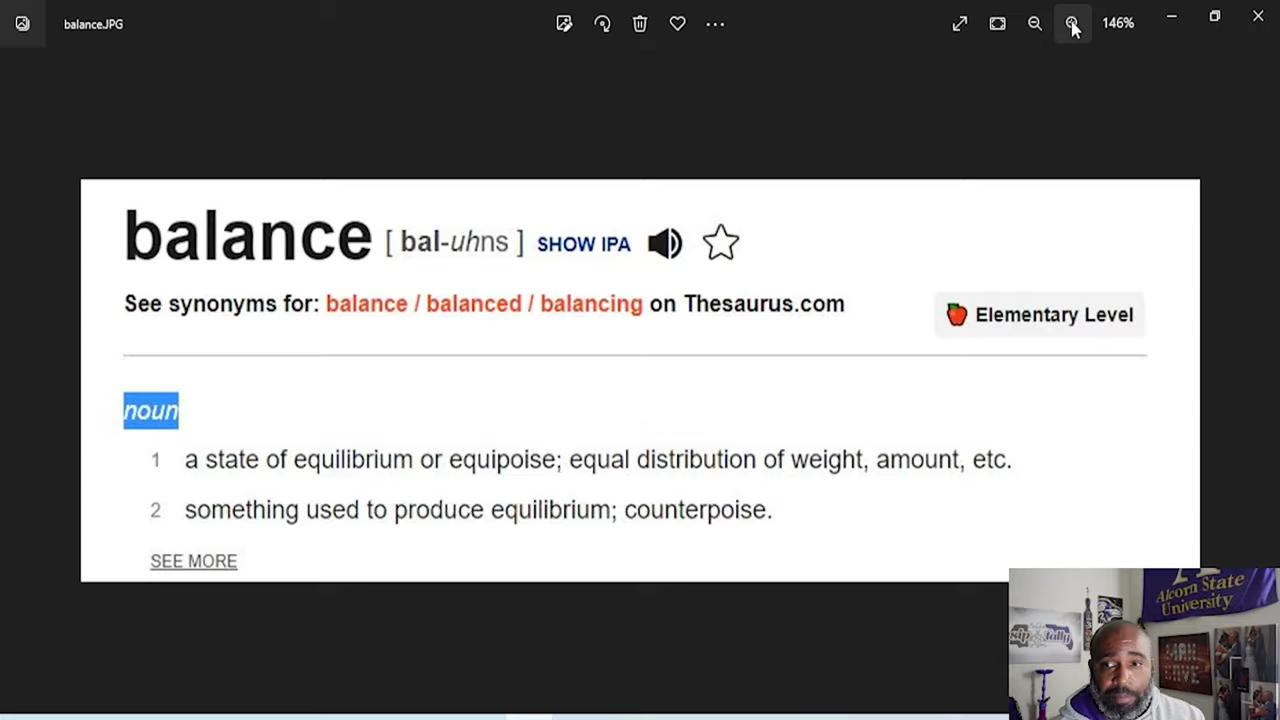 balance.JPG
146%
balance [ bal-uhns ] SHOW IPA
See synonyms for: balance / balanced / balancing on Thesaurus.com
Elementary Level
noun
1 a state of equilibrium or equipoise; equal distribution of weight, amount, etc.
2 something used to produce equilibrium; counterpoise.
SEE MORE
Alcorn State
University
MAN
CAVE